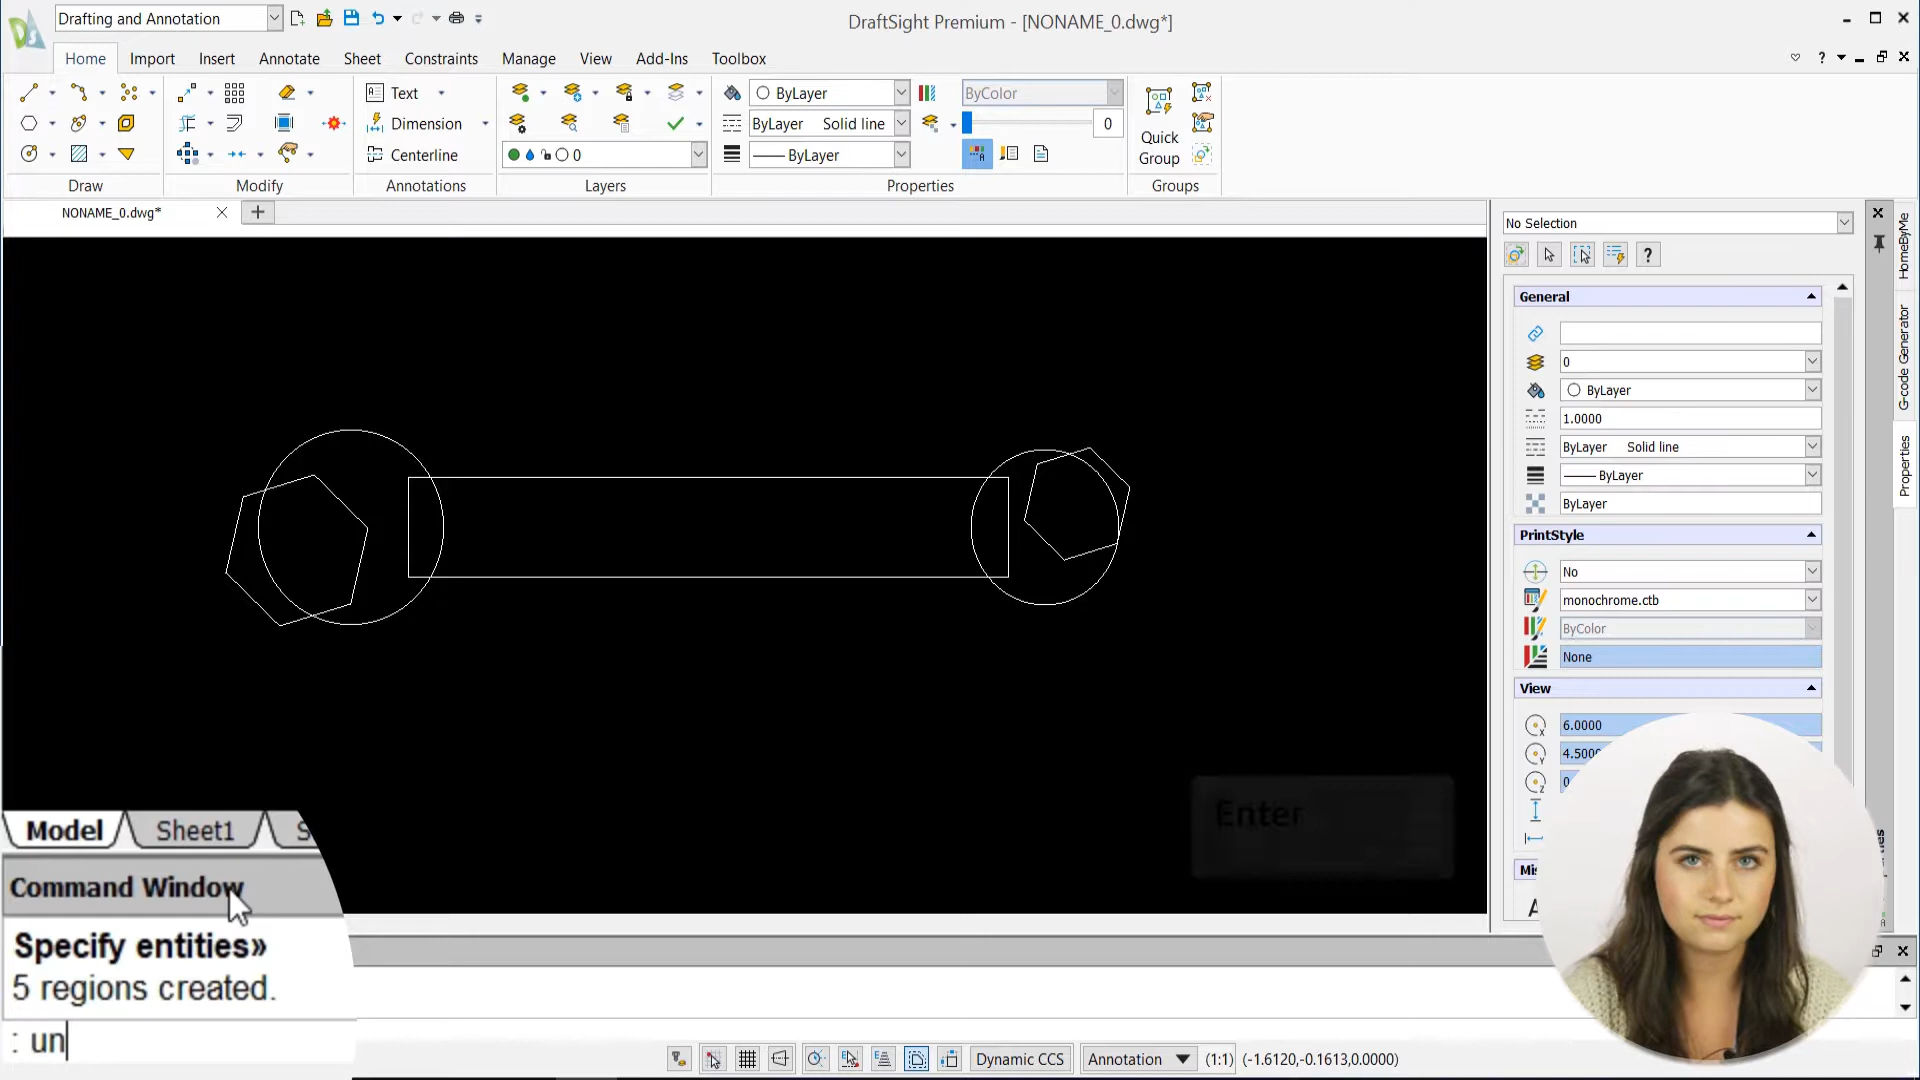 Drafting and Annotation
DraftSight Premium - [NONAME_0.dwg*]
Home Import Insert Annotate Sheet Constraints Manage View Add-Ins Toolbox
Text
Dimension
Centerline
ByLayer
ByLayer Solid line
ByLayer
0
ByColor
0
Quick
Group
Draw Modify Annotations Layers Properties Groups
NONAME_0.dwg*
No Selection
General
0
ByLayer
1.0000
ByLayer Solid line
ByLayer
ByLayer
PrintStyle
No
monochrome.ctb
ByColor
None
View
6.0000
4.500
0
HomeByMe
G-code Generator
Properties
Enter
Model Sheet1 S
Command Window
Specify entities»
5 regions created.
: un
Dynamic CCS Annotation (1:1) (-1.6120,-0.1613,0.0000)